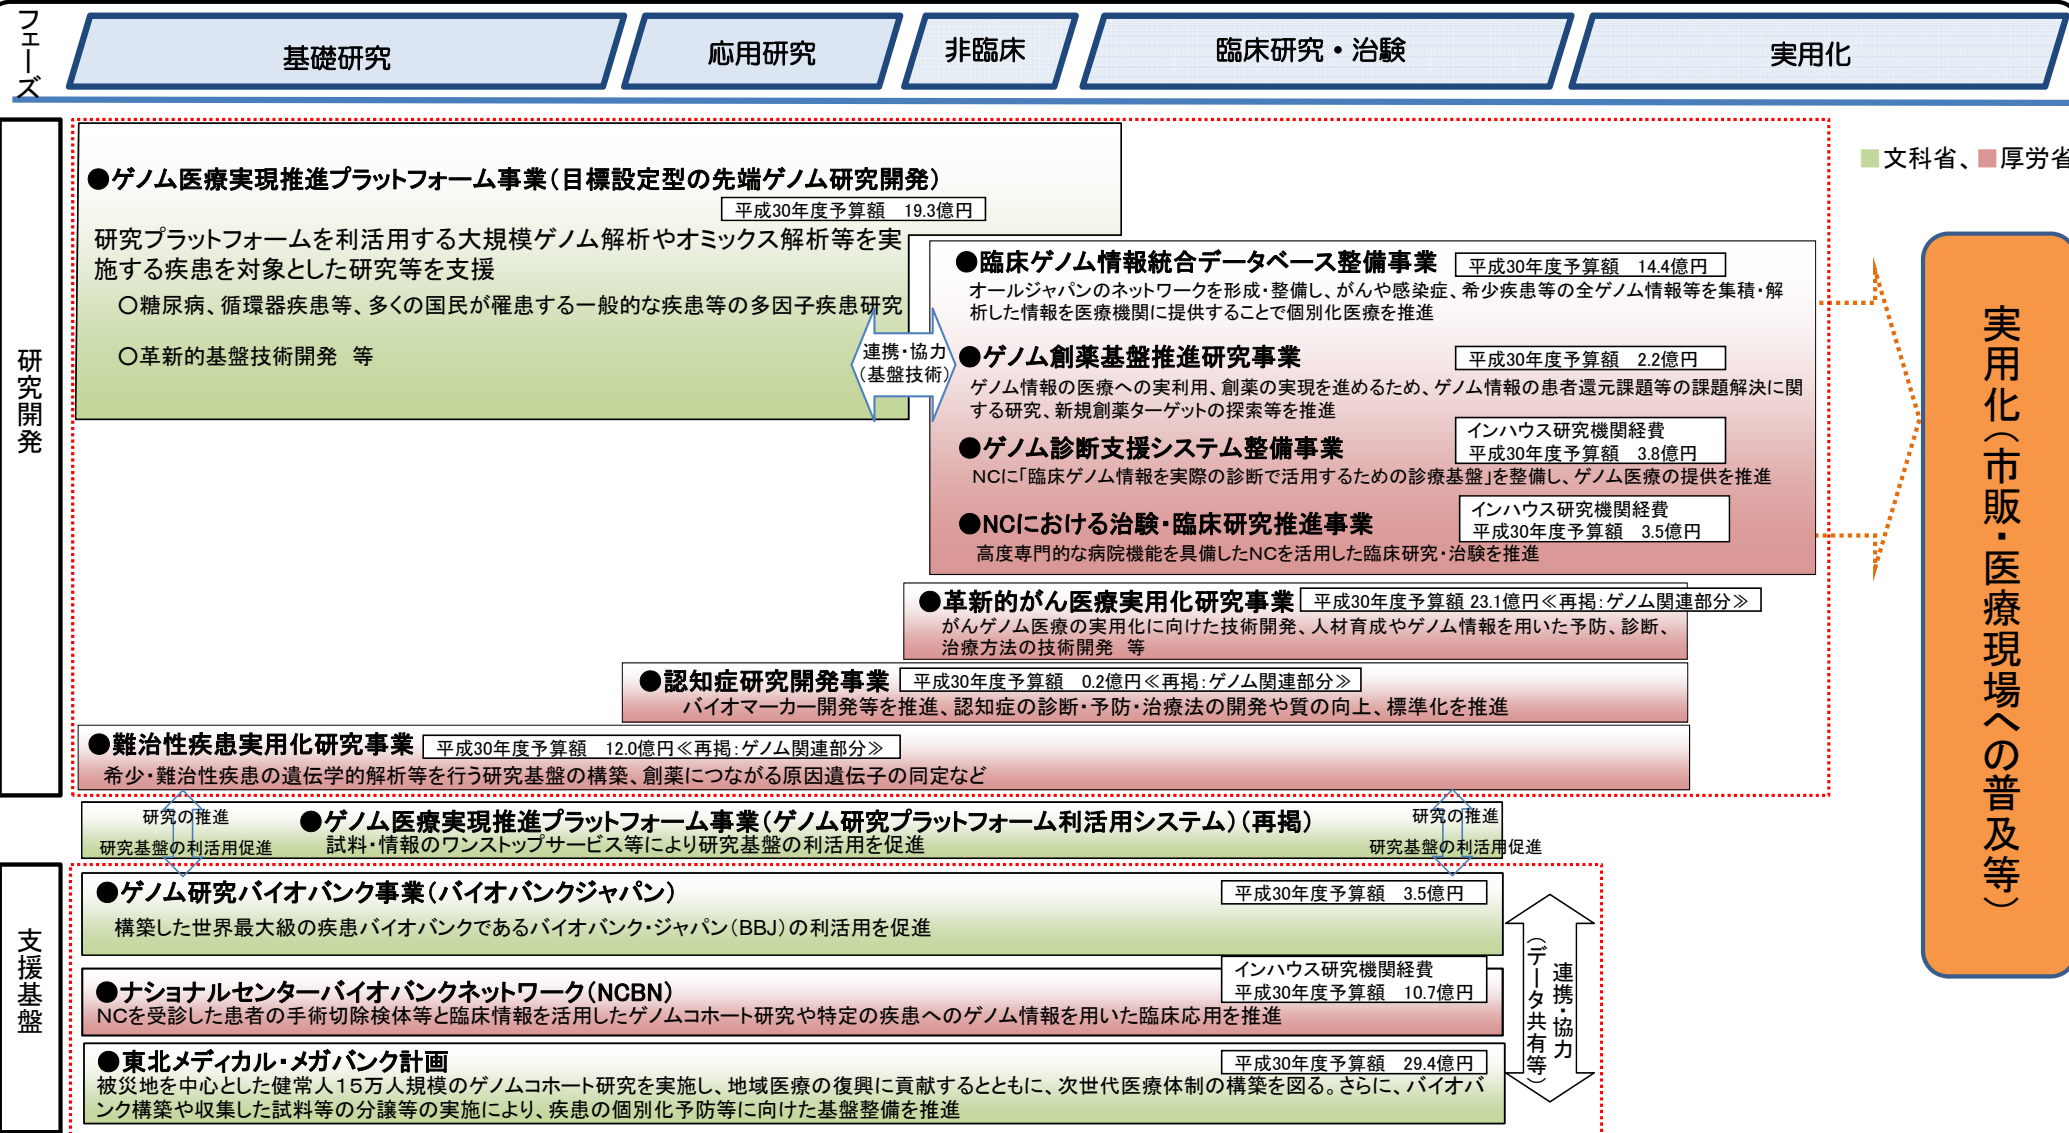 フェーズ
基礎研究
応用研究
非臨床
臨床研究・治験
実用化
研究開発
■文科省、■厚労省
●ゲノム医療実現推進プラットフォーム事業（目標設定型の先端ゲノム研究開発）
平成30年度予算額　19.3億円
研究プラットフォームを利活用する大規模ゲノム解析やオミックス解析等を実
施する疾患を対象とした研究等を支援
○糖尿病、循環器疾患等、多くの国民が罹患する一般的な疾患等の多因子疾患研究
○革新的基盤技術開発　等
連携・協力
（基盤技術）
●臨床ゲノム情報統合データベース整備事業
平成30年度予算額　14.4億円
オールジャパンのネットワークを形成・整備し、がんや感染症、希少疾患等の全ゲノム情報等を集積・解
析した情報を医療機関に提供することで個別化医療を推進
●ゲノム創薬基盤推進研究事業
平成30年度予算額　2.2億円
ゲノム情報の医療への実利用、創薬の実現を進めるため、ゲノム情報の患者還元課題等の課題解決に関
する研究、新規創薬ターゲットの探索等を推進
●ゲノム診断支援システム整備事業
インハウス研究機関経費
平成30年度予算額　3.8億円
NCに「臨床ゲノム情報を実際の診断で活用するための診療基盤」を整備し、ゲノム医療の提供を推進
●NCにおける治験・臨床研究推進事業
インハウス研究機関経費
平成30年度予算額　3.5億円
高度専門的な病院機能を具備したNCを活用した臨床研究・治験を推進
●革新的がん医療実用化研究事業
平成30年度予算額 23.1億円≪再掲：ゲノム関連部分≫
がんゲノム医療の実用化に向けた技術開発、人材育成やゲノム情報を用いた予防、診断、
治療方法の技術開発　等
●認知症研究開発事業
平成30年度予算額　0.2億円≪再掲：ゲノム関連部分≫
バイオマーカー開発等を推進、認知症の診断・予防・治療法の開発や質の向上、標準化を推進
●難治性疾患実用化研究事業
平成30年度予算額　12.0億円≪再掲：ゲノム関連部分≫
希少・難治性疾患の遺伝学的解析等を行う研究基盤の構築、創薬につながる原因遺伝子の同定など
実用化（市販・医療現場への普及等）
研究の推進
研究基盤の利活用促進
●ゲノム医療実現推進プラットフォーム事業（ゲノム研究プラットフォーム利活用システム）（再掲）
試料・情報のワンストップサービス等により研究基盤の利活用を促進
研究の推進
研究基盤の利活用促進
支援基盤
●ゲノム研究バイオバンク事業（バイオバンクジャパン）
平成30年度予算額　3.5億円
構築した世界最大級の疾患バイオバンクであるバイオバンク・ジャパン（BBJ）の利活用を促進
●ナショナルセンターバイオバンクネットワーク（NCBN）
インハウス研究機関経費
平成30年度予算額　10.7億円
NCを受診した患者の手術切除検体等と臨床情報を活用したゲノムコホート研究や特定の疾患へのゲノム情報を用いた臨床応用を推進
●東北メディカル・メガバンク計画
平成30年度予算額　29.4億円
被災地を中心とした健常人１５万人規模のゲノムコホート研究を実施し、地域医療の復興に貢献するとともに、次世代医療体制の構築を図る。さらに、バイオバ
ンク構築や収集した試料等の分譲等の実施により、疾患の個別化予防等に向けた基盤整備を推進
連携・協力
（データ共有等）